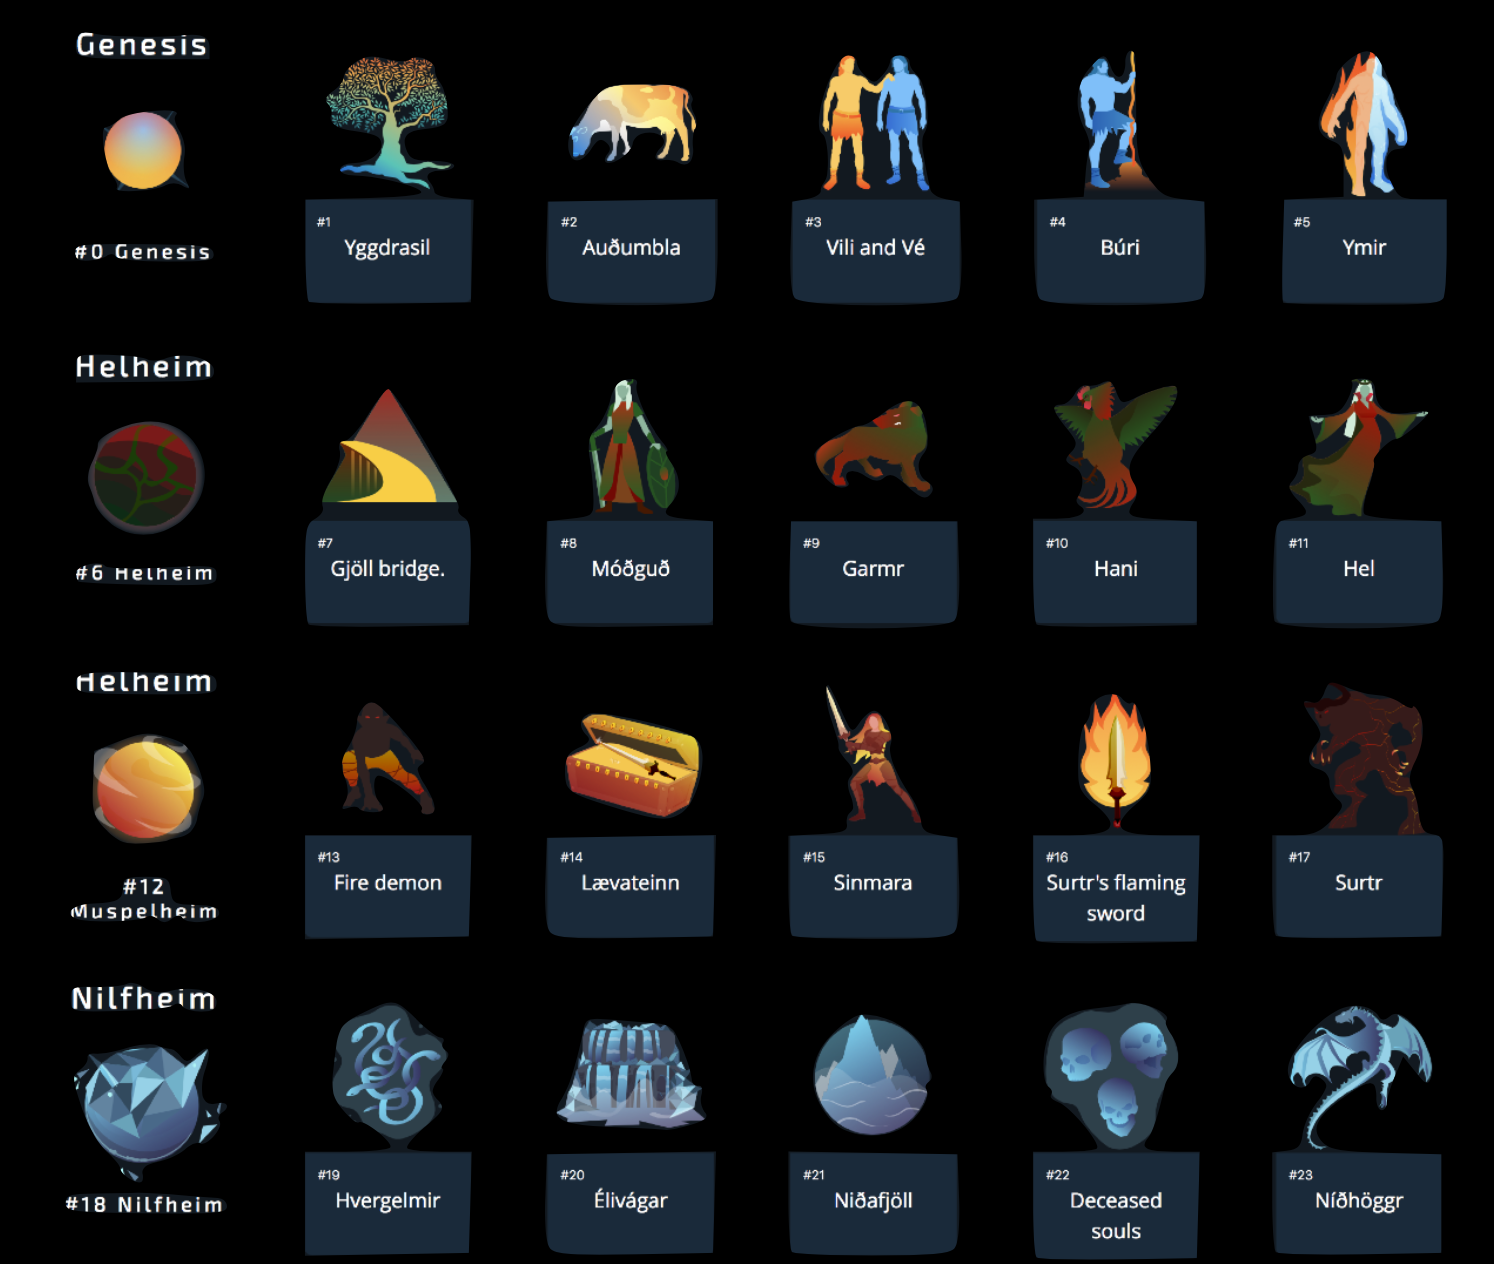 Genesis
#0 Genesis
#1
Yggdrasil
#2
Auðumbla
#3
Vili and Vé
#4
Búri
#5
Ymir
Helheim
#6 Helheim
#7
Gjöll bridge.
#8
Móðguð
#9
Garmr
#10
Hani
#11
Hel
Helheim
#12
Muspelheim
#13
Fire demon
#14
Lævateinn
#15
Sinmara
#16
Surtr's flaming
sword
#17
Surtr
Nilfheim
#18 Nilfheim
#19
Hvergelmir
#20
Élivágar
#21
Niðafjöll
#22
Deceased
souls
#23
Níðhöggr